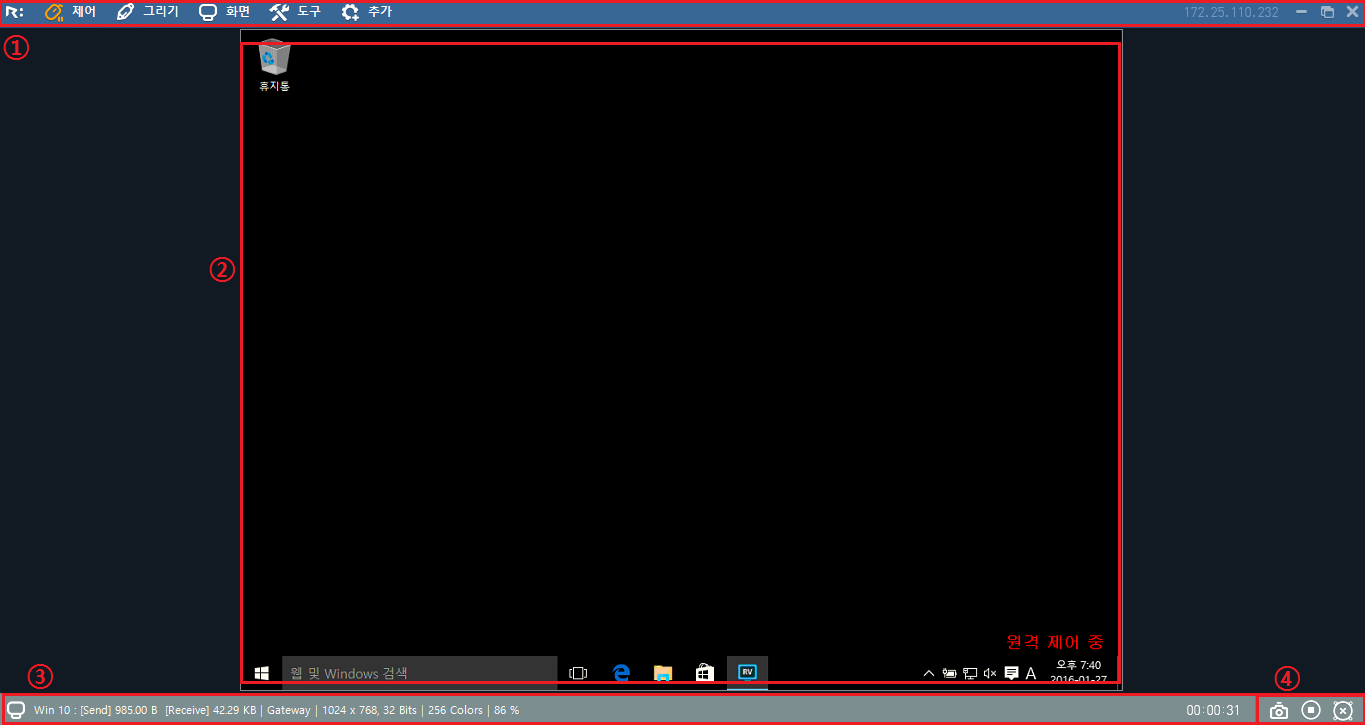 R: 제어 그리기 화면 도구 추가 172.25.110.232
①
휴지통
②
원격 제어 중
웹 및 Windows 검색 RV A 오후 7:40
2016-01-27
③ ④
Win 10 : [Send] 985.00 B [Receive] 42.29 KB | Gateway | 1024 x 768, 32 Bits | 256 Colors | 86 % 00:00:31